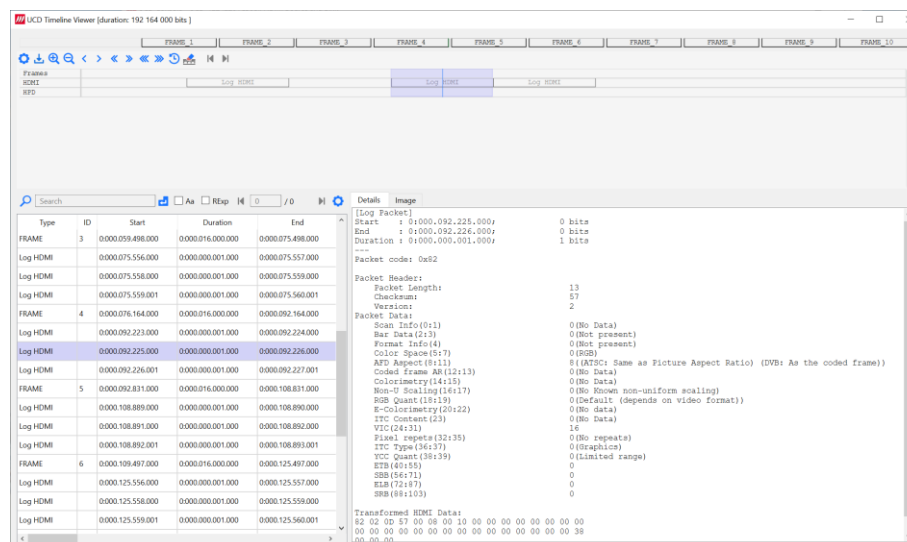 UCD Timeline Viewer [duration: 192 164 000 bits ]
FRAME_1 FRAME_2 FRAME_3 FRAME_4 FRAME_5 FRAME_6 FRAME_7 FRAME_8 FRAME_9 FRAME_10
Frames
HDMI Log HDMI Log HDMI Log HDMI
HPD
Search Aa RExp 0 / 0
Type ID Start Duration End
FRAME 3 0:000.059.498.000 0:000.016.000.000 0:000.075.498.000
Log HDMI 0:000.075.556.000 0:000.000.001.000 0:000.075.557.000
Log HDMI 0:000.075.558.000 0:000.000.001.000 0:000.075.559.000
Log HDMI 0:000.075.559.001 0:000.000.001.000 0:000.075.560.001
FRAME 4 0:000.076.164.000 0:000.016.000.000 0:000.092.164.000
Log HDMI 0:000.092.223.000 0:000.000.001.000 0:000.092.224.000
Log HDMI 0:000.092.225.000 0:000.000.001.000 0:000.092.226.000
Log HDMI 0:000.092.226.001 0:000.000.001.000 0:000.092.227.001
FRAME 5 0:000.092.831.000 0:000.016.000.000 0:000.108.831.000
Log HDMI 0:000.108.889.000 0:000.000.001.000 0:000.108.890.000
Log HDMI 0:000.108.891.000 0:000.000.001.000 0:000.108.892.000
Log HDMI 0:000.108.892.001 0:000.000.001.000 0:000.108.893.001
FRAME 6 0:000.109.497.000 0:000.016.000.000 0:000.125.497.000
Log HDMI 0:000.125.556.000 0:000.000.001.000 0:000.125.557.000
Log HDMI 0:000.125.558.000 0:000.000.001.000 0:000.125.559.000
Log HDMI 0:000.125.559.001 0:000.000.001.000 0:000.125.560.001
Details Image
[Log Packet]
Start : 0:000.092.225.000; 0 bits
End : 0:000.092.226.000; 0 bits
Duration : 0:000.000.001.000; 1 bits
---
Packet code: 0x82
Packet Header:
Packet Length: 13
Checksum: 57
Version: 2
Packet Data:
Scan Info(0:1) 0(No Data)
Bar Data(2:3) 0(Not present)
Format Info(4) 0(Not present)
Color Space(5:7) 0(RGB)
AFD Aspect(8:11) 8((ATSC: Same as Picture Aspect Ratio) (DVB: As the coded frame))
Coded frame AR(12:13) 0(No Data)
Colorimetry(14:15) 0(No Data)
Non-U Scaling(16:17) 0(No Known non-uniform scaling)
RGB Quant(18:19) 0(Default (depends on video format))
E-Colorimetry(20:22) 0(No data)
ITC Content(23) 0(No Data)
VIC(24:31) 16
Pixel repets(32:35) 0(No repeats)
ITC Type(36:37) 0(Graphics)
YCC Quant(38:39) 0(Limited range)
ETB(40:55) 0
SBB(56:71) 0
ELB(72:87) 0
SRB(88:103) 0
Transformed HDMI Data:
82 02 0D 57 00 08 00 10 00 00 00 00 00 00 00 00
00 00 00 00 00 00 00 00 00 00 00 00 00 00 00 38
00 00 00